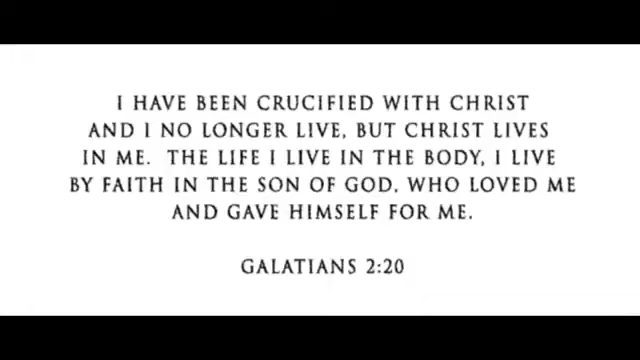 I HAVE BEEN CRUCIFIED WITH CHRIST
AND I NO LONGER LIVE, BUT CHRIST LIVES
IN ME. THE LIFE I LIVE IN THE BODY, I LIVE
BY FAITH IN THE SON OF GOD, WHO LOVED ME
AND GAVE HIMSELF FOR ME.
GALATIANS 2:20